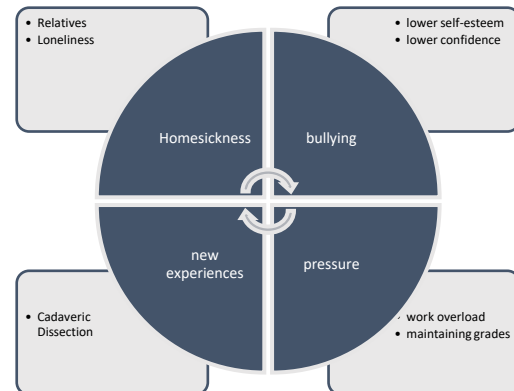 • Relatives
• Loneliness
• lower self-esteem
• lower confidence
Homesickness
bullying
new
experiences
pressure
• Cadaveric
Dissection
• work overload
• maintaining grades